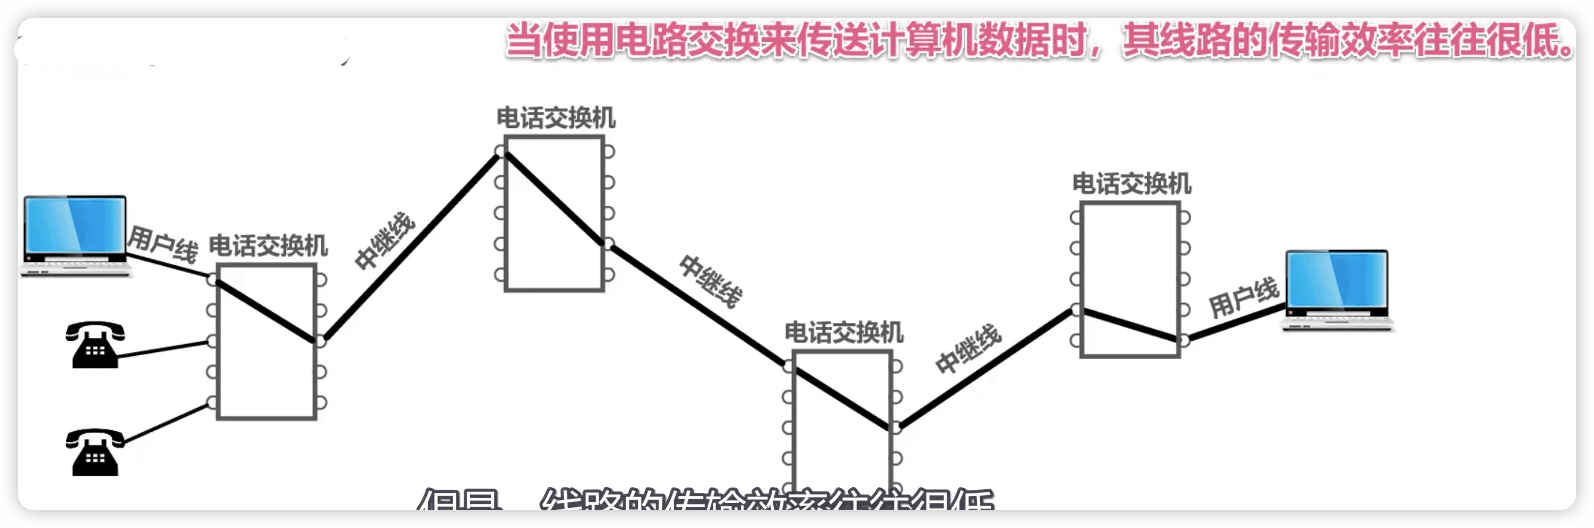 当使用电路交换来传送计算机数据时，其线路的传输效率往往很低。
电话交换机
电话交换机
中继线
用户线
电话交换机
中继线
用户线
电话交换机
中继线
但是 线路的传输效率往往很低